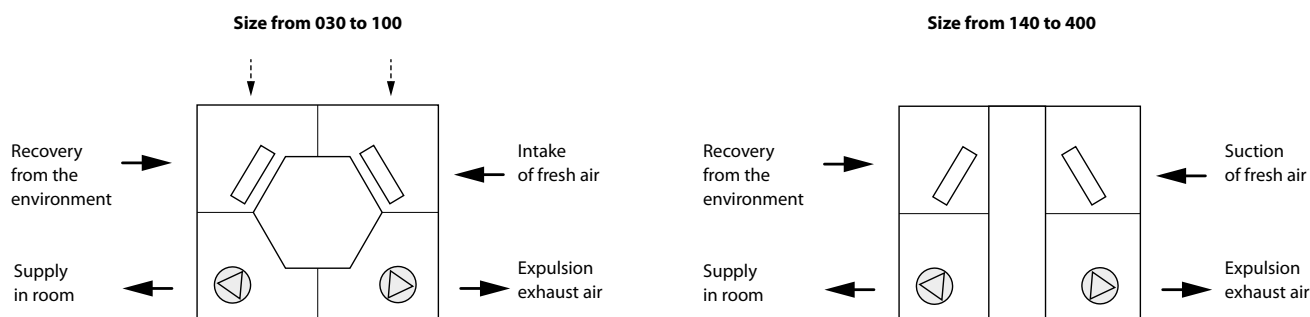 Size from 030 to 100
Size from 140 to 400
Recovery
from the
environment
Intake
of fresh air
Supply
in room
Expulsion
exhaust air
Recovery
from the
environment
Suction
of fresh air
Supply
in room
Expulsion
exhaust air